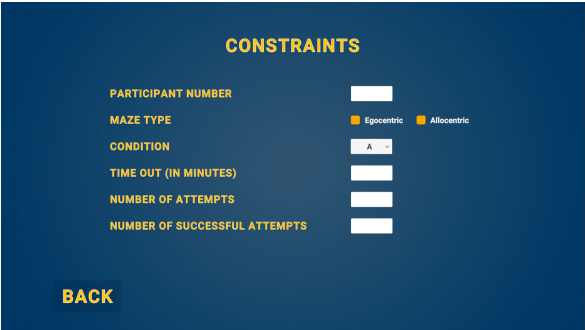 CONSTRAINTS
PARTICIPANT NUMBER
MAZE TYPE Egocentric Allocentric
CONDITION A
TIME OUT (IN MINUTES)
NUMBER OF ATTEMPTS
NUMBER OF SUCCESSFUL ATTEMPTS
BACK